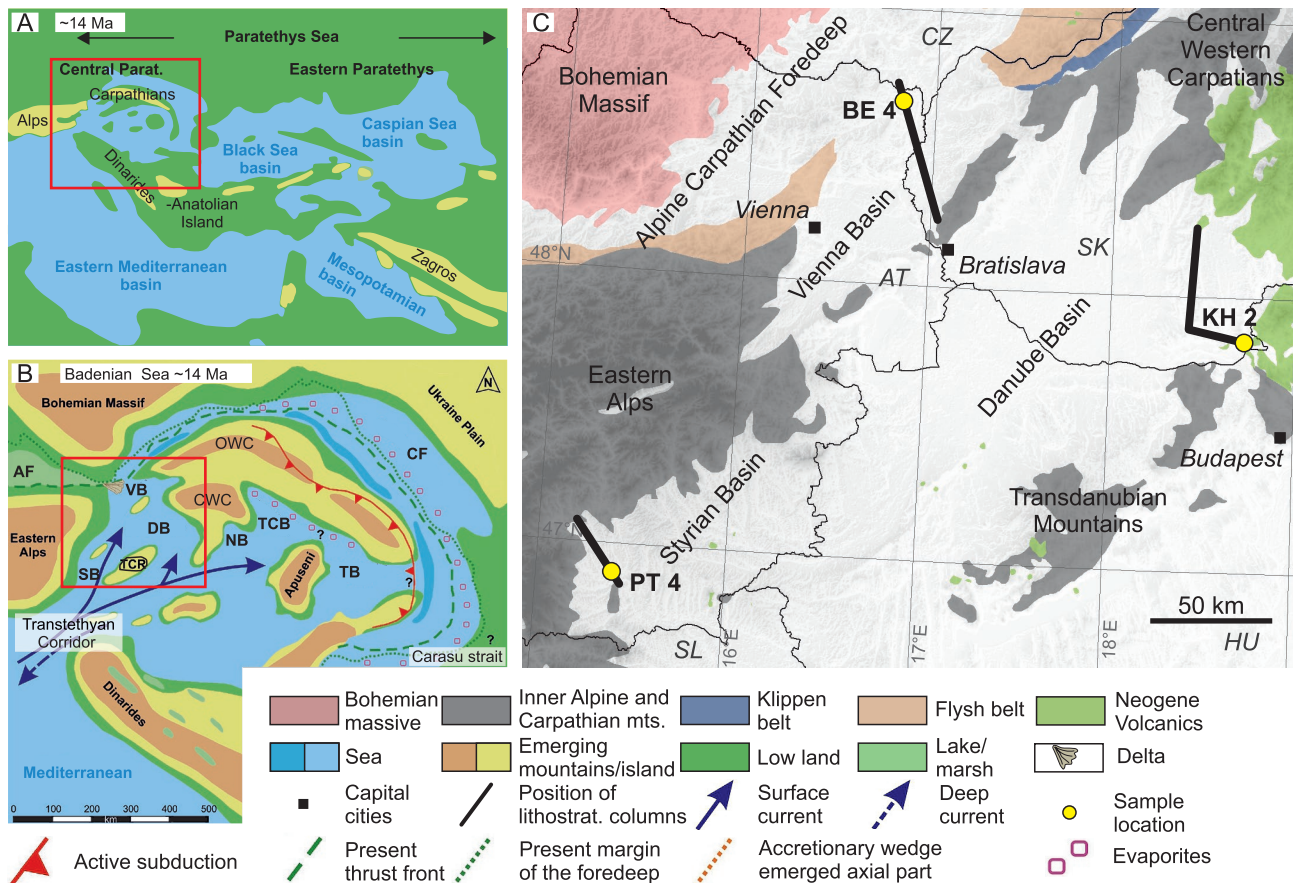 A
~14 Ma
Paratethys Sea
Central Parat.
Eastern Paratethys
Carpathians
Alps
Caspian Sea
basin
Black Sea
basin
Dinarides
-Anatolian
Island
Eastern Mediterranean
basin
Mesopotamian
basin
Zagros
B
Badenian Sea ~14 Ma
N
Bohemian Massif
Ukraine Plain
OWC
CF
AF
VB
CWC
TCB
?
DB
NB
Eastern
Alps
SB
TCR
Apuseni
TB
?
Transtethyan
Corridor
?
Carasu strait
Dinarides
Mediterranean
0 100 200 300 400 500
km
C
CZ
Central
Western
Carpatians
Bohemian
Massif
Alpine Carpathian Foredeep
BE 4
Vienna
Vienna Basin
48°N
AT
Bratislava
SK
KH 2
Danube Basin
Eastern
Alps
Budapest
Styrian Basin
Transdanubian
Mountains
47°N
PT 4
50 km
SL
16°E
17°E
18°E
HU
Bohemian
massive
Inner Alpine and
Carpathian mts.
Klippen
belt
Flysh belt
Neogene
Volcanics
Sea
Emerging
mountains/island
Low land
Lake/
marsh
Delta
Capital
cities
Position of
lithostrat. columns
Surface
current
Deep
current
Sample
location
Active subduction
Present
thrust front
Present margin
of the foredeep
Accretionary wedge
emerged axial part
Evaporites